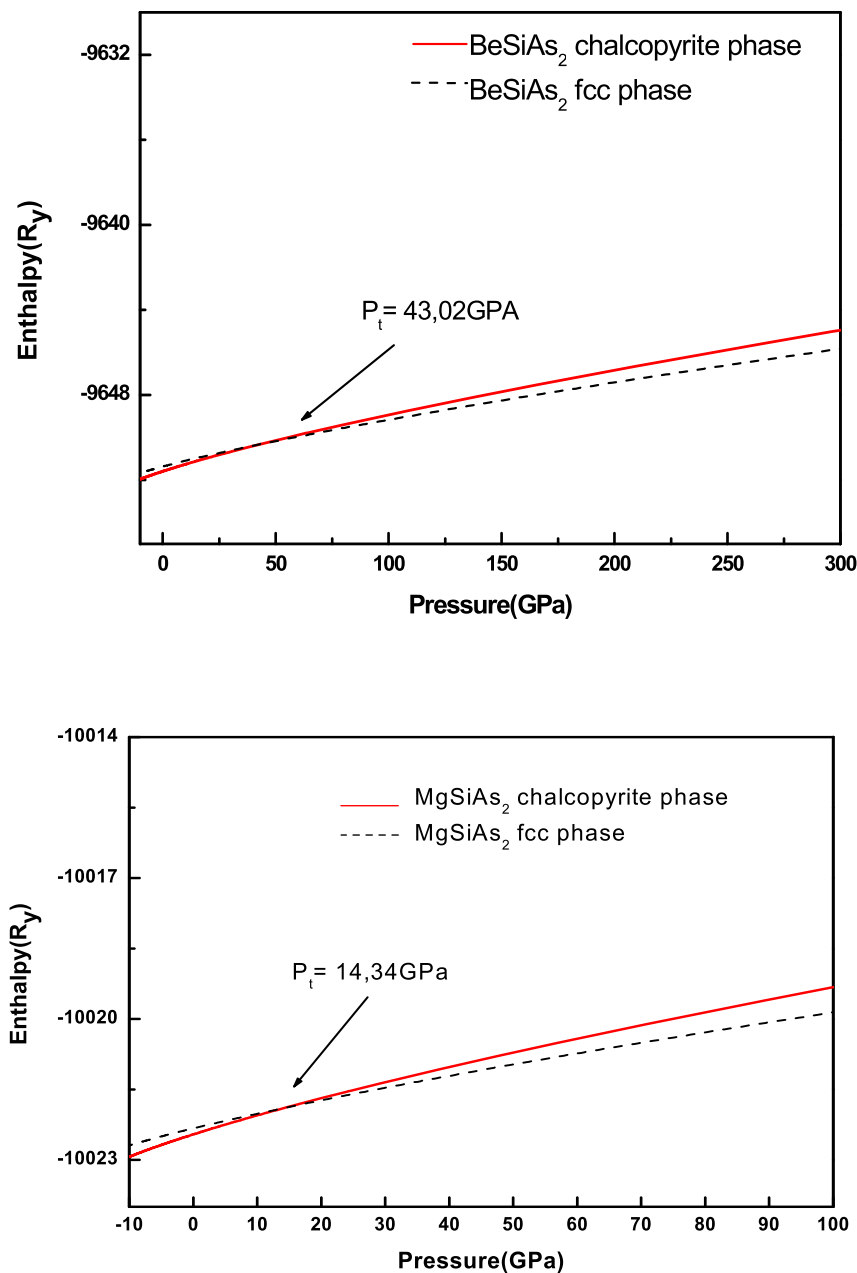 -9632
BeSiAs2 chalcopyrite phase
BeSiAs2 fcc phase
-9640
Enthalpy(Ry)
Pt= 43,02GPA
-9648
0 50 100 150 200 250 300
Pressure(GPa)
-10014
MgSiAs2 chalcopyrite phase
MgSiAs2 fcc phase
-10017
Enthalpy(Ry)
Pt= 14,34GPa
-10020
-10023
-10 0 10 20 30 40 50 60 70 80 90 100
Pressure(GPa)